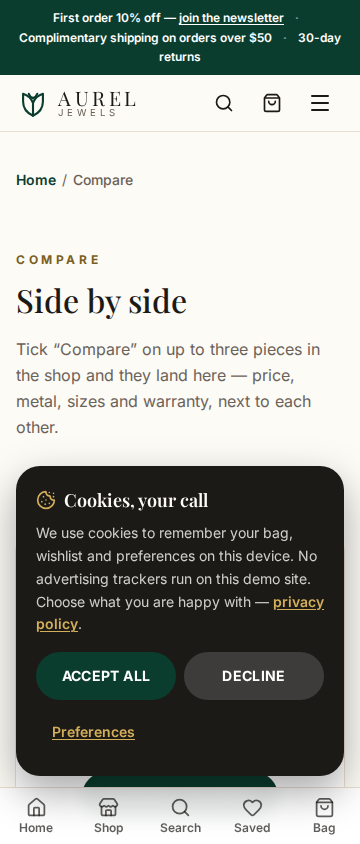 First order 10% off — join the newsletter ·
Complimentary shipping on orders over $50 · 30-day
returns
AUREL
JEWELS
Home / Compare
COMPARE
Side by side
Tick “Compare” on up to three pieces in
the shop and they land here — price,
metal, sizes and warranty, next to each
other.
Cookies, your call
We use cookies to remember your bag,
wishlist and preferences on this device. No
advertising trackers run on this demo site.
Choose what you are happy with — privacy
policy.
ACCEPT ALL DECLINE
Preferences
Home Shop Search Saved Bag